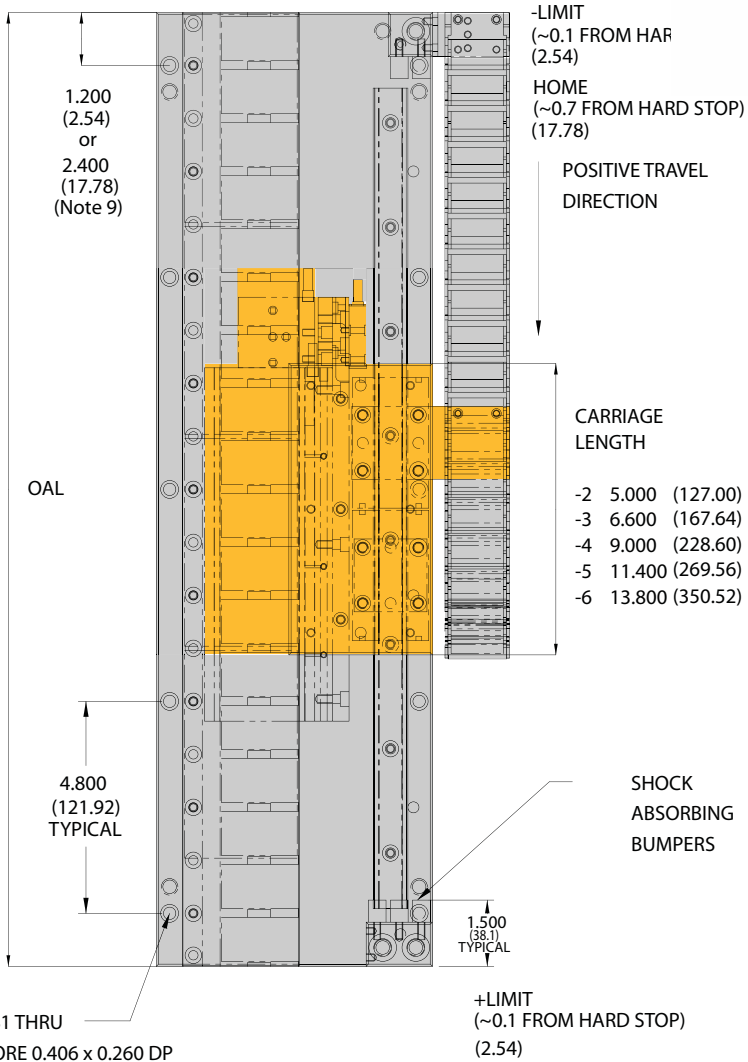 -LIMIT
(~0.1 FROM HAR
(2.54)
HOME
(~0.7 FROM HARD STOP)
(17.78)
1.200
(2.54)
or
2.400
(17.78)
(Note 9)
POSITIVE TRAVEL
DIRECTION
CARRIAGE
LENGTH
OAL
-2 5.000 (127.00)
-3 6.600 (167.64)
-4 9.000 (228.60)
-5 11.400 (269.56)
-6 13.800 (350.52)
4.800
(121.92)
TYPICAL
SHOCK
ABSORBING
BUMPERS
1.500
(38.1)
TYPICAL
+LIMIT
(~0.1 FROM HARD STOP)
(2.54)
1 THRU
ORE 0.406 x 0.260 DP